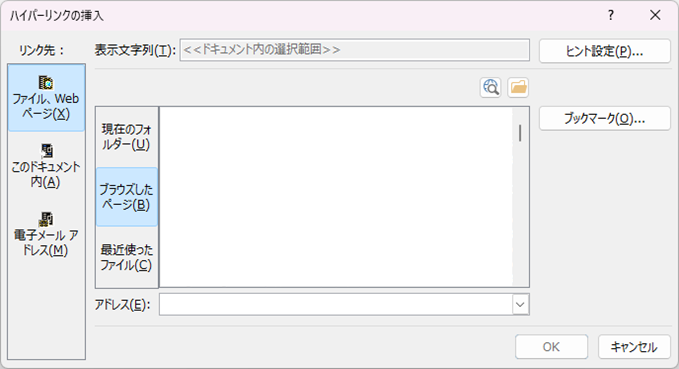 ハイパーリンクの挿入
?
リンク先：
表示文字列(T):
<<ドキュメント内の選択範囲>>
ヒント設定(P)...
ファイル、Web
ページ(X)
このドキュメント
内(A)
電子メール ア
ドレス(M)
現在のフォ
ルダー(U)
ブラウズした
ページ(B)
最近使った
ファイル(C)
ブックマーク(O)...
アドレス(E):
OK
キャンセル